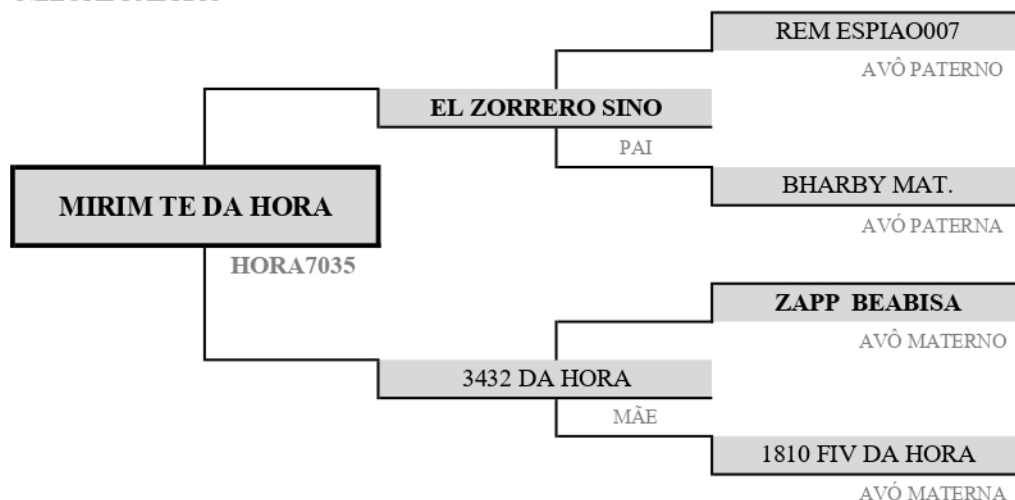 REM ESPIAO007
AVÔ PATERNO
EL ZORRERO SINO
PAI
BHARBY MAT.
AVÓ PATERNA
MIRIM TE DA HORA
HORA7035
ZAPP BEABISA
AVÔ MATERNO
3432 DA HORA
MÃE
1810 FIV DA HORA
AVÓ MATERNA